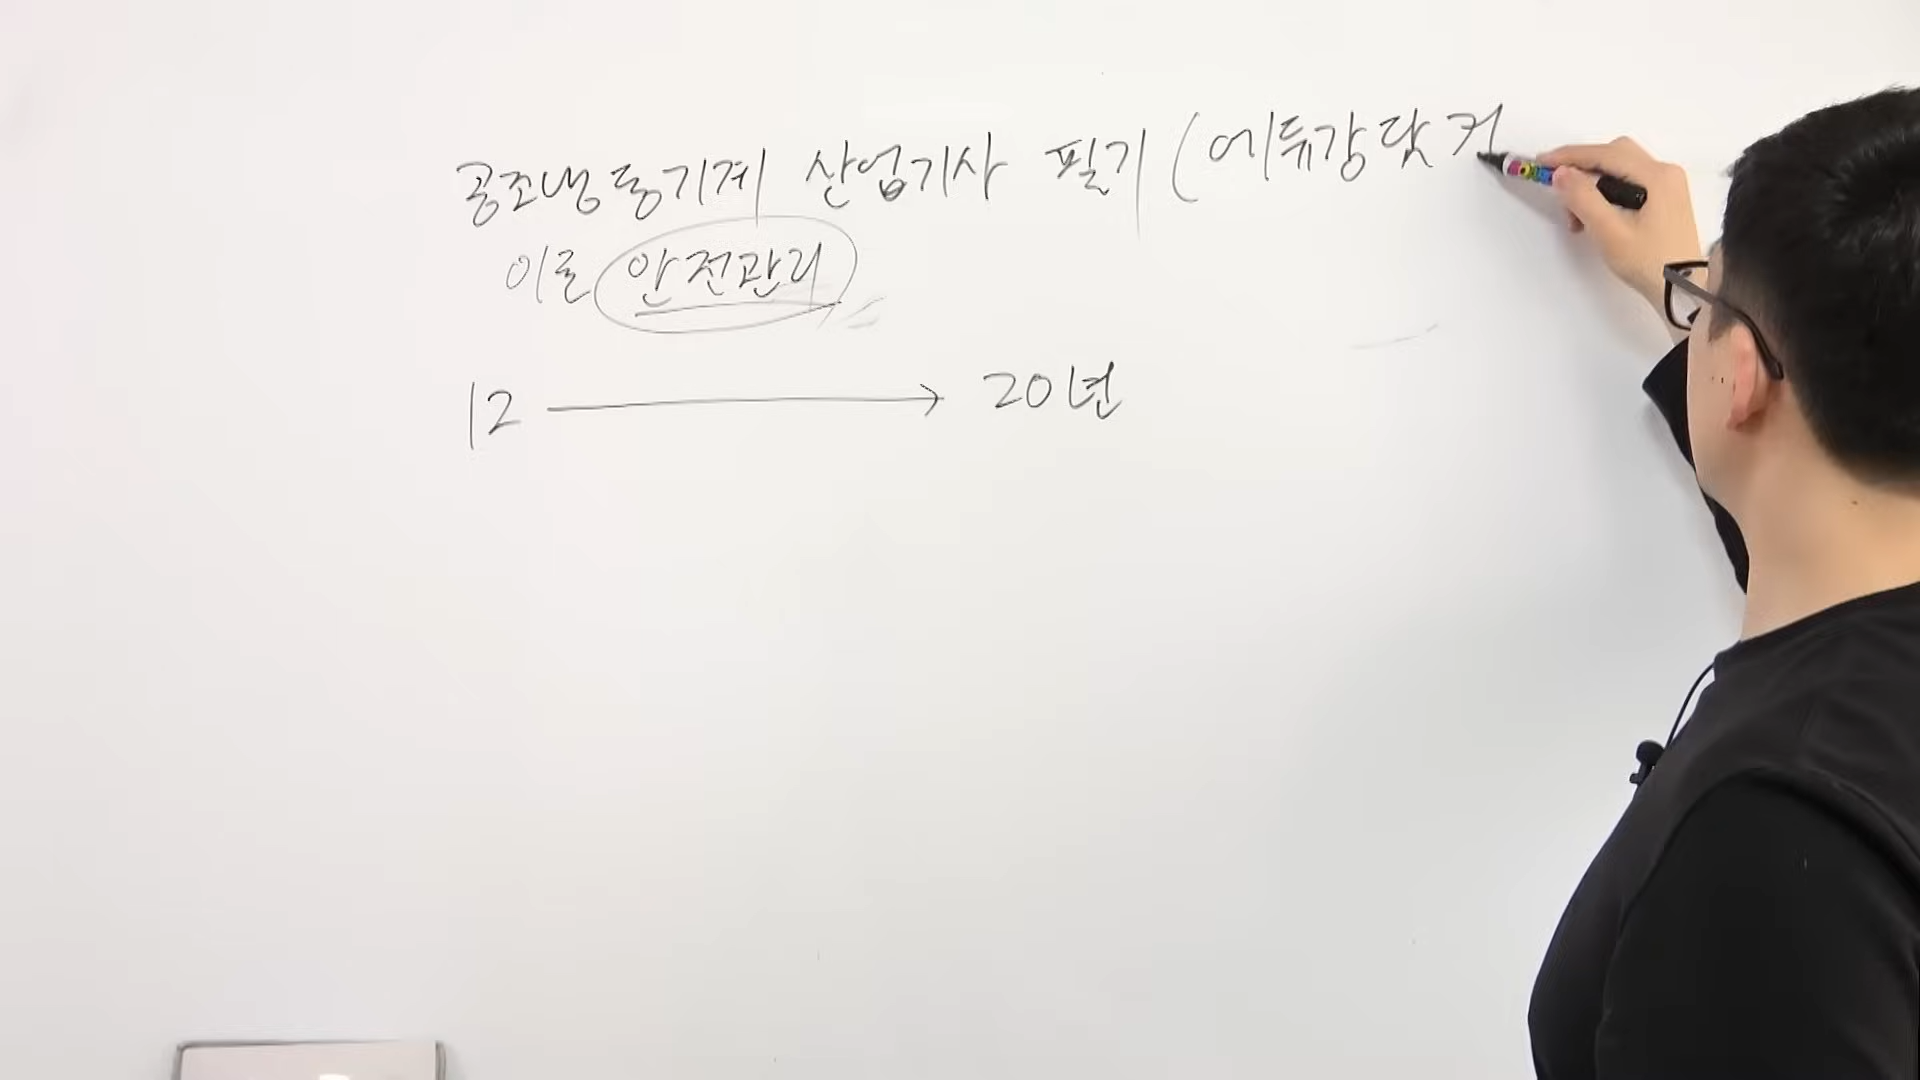 공조냉동기계 산업기사 필기 (에듀강닷커
이론 안전관리
12 → 20년